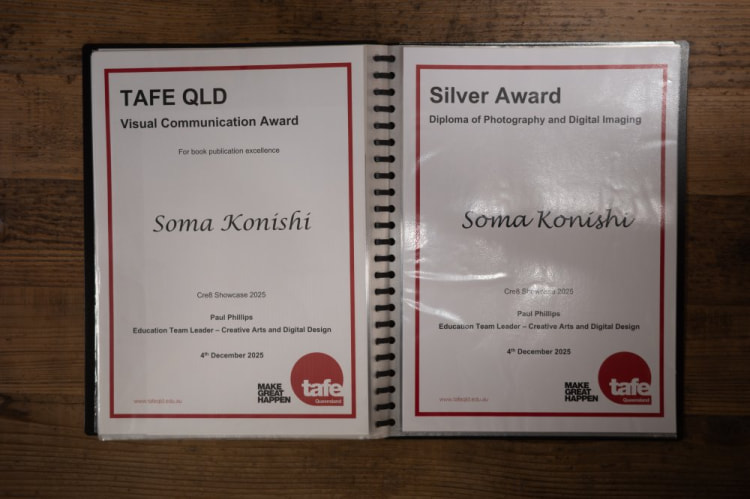 TAFE QLD
Visual Communication Award
For book publication excellence
Soma Konishi
Cre8 Showcase 2025
Paul Phillips
Education Team Leader – Creative Arts and Digital Design
4th December 2025
MAKE
GREAT
HAPPEN
tafe
Queensland
www.tafeqld.edu.au
Silver Award
Diploma of Photography and Digital Imaging
Soma Konishi
Cre8 Showcase 2025
Paul Phillips
Education Team Leader – Creative Arts and Digital Design
4th December 2025
MAKE
GREAT
HAPPEN
tafe
Queensland
www.tafeqld.edu.au